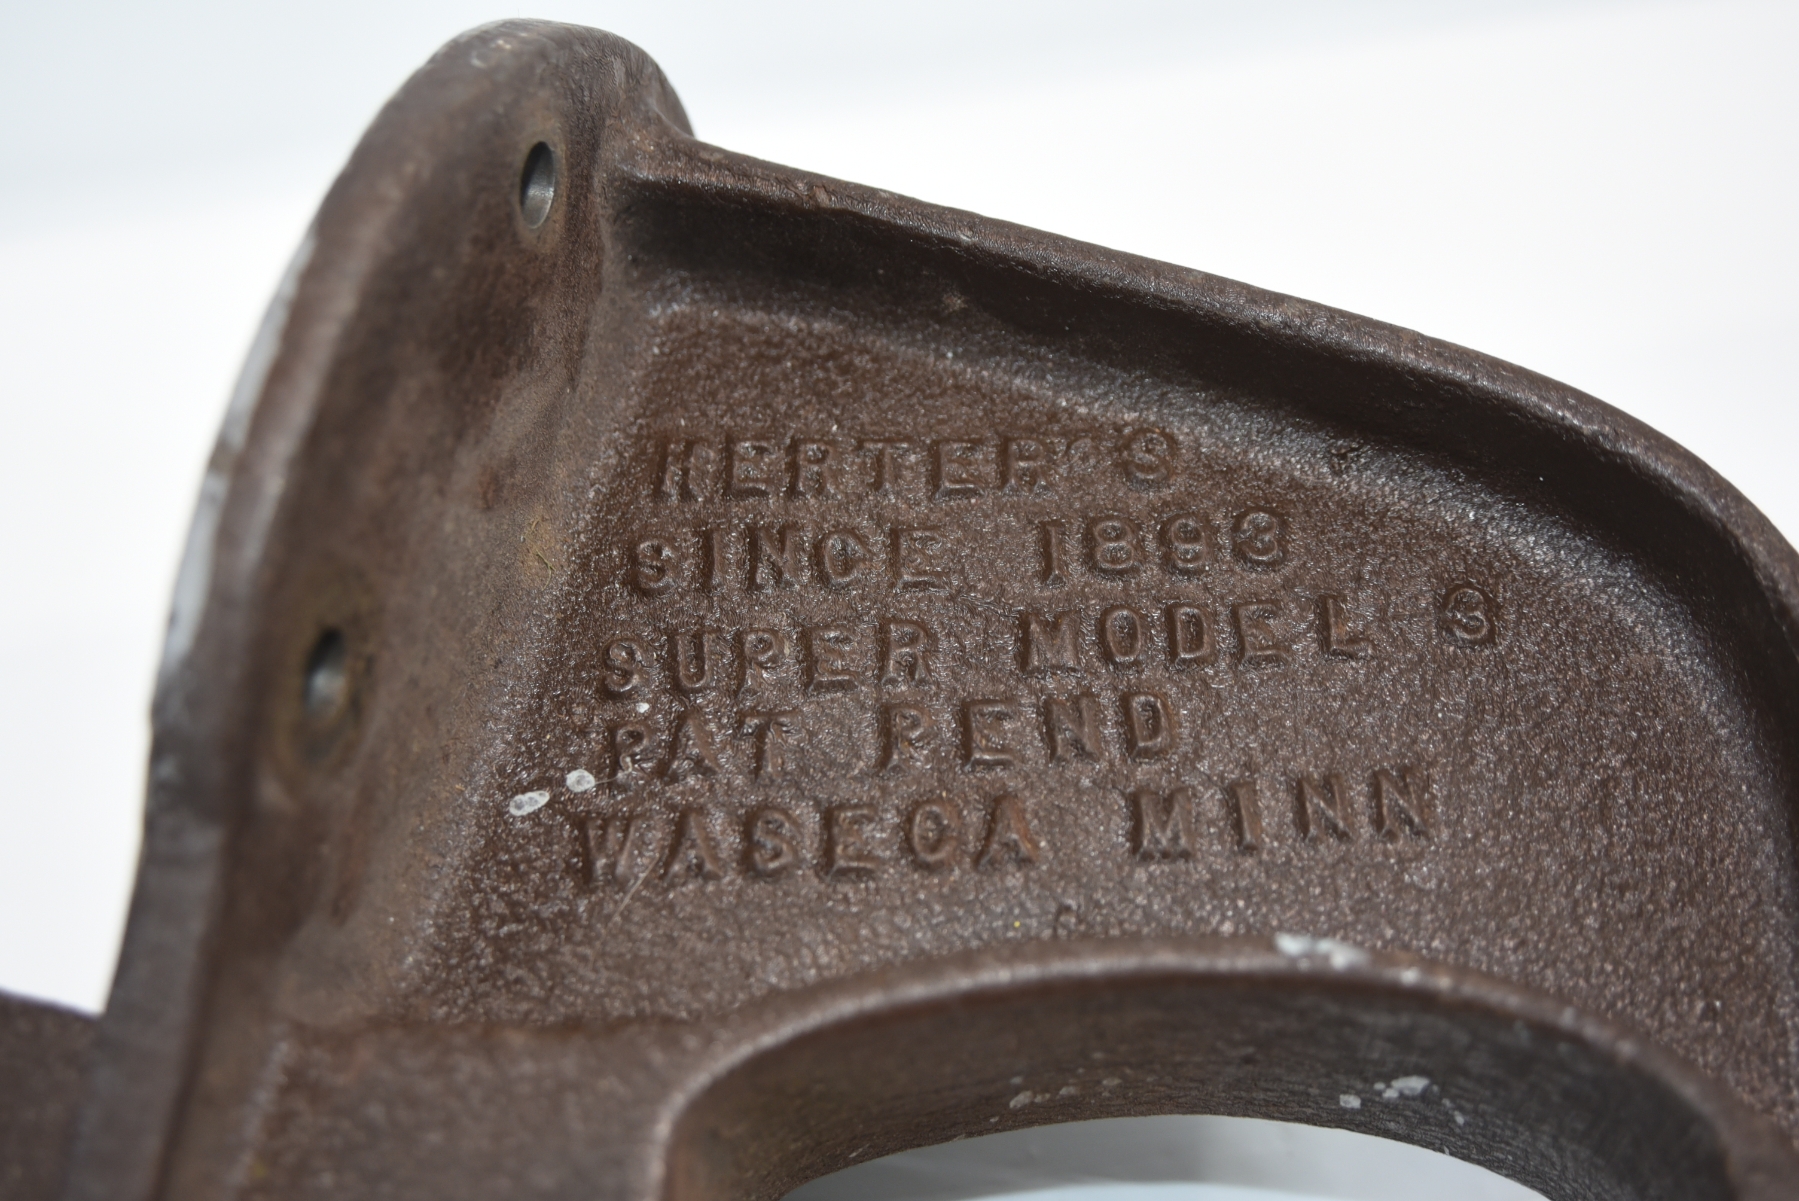 HERTER'S
SINCE 1893
SUPER MODEL 3
PAT PEND
WASECA MINN